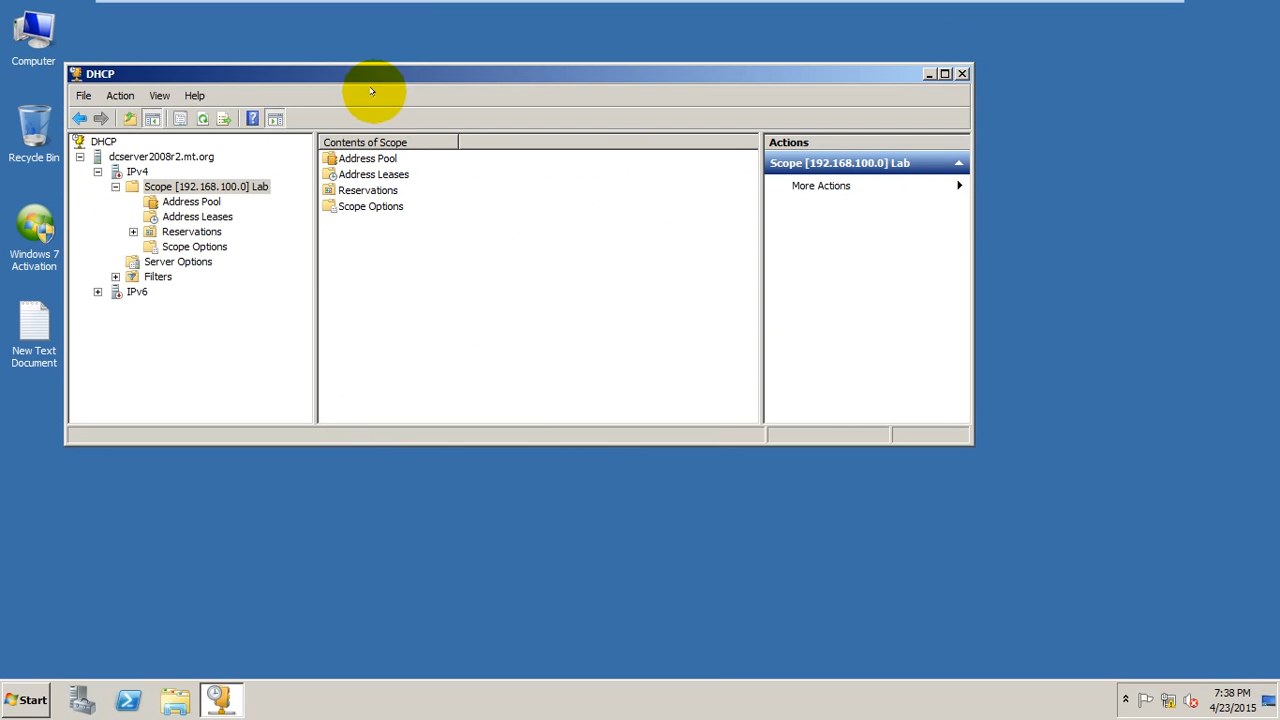 Computer
Recycle Bin
Windows 7
Activation
New Text
Document
DHCP
File Action View Help
DHCP
dcserver2008r2.mt.org
IPv4
Scope [192.168.100.0] Lab
Address Pool
Address Leases
Reservations
Scope Options
Server Options
Filters
IPv6
Contents of Scope
Address Pool
Address Leases
Reservations
Scope Options
Actions
Scope [192.168.100.0] Lab
More Actions
Start
7:38 PM
4/23/2015